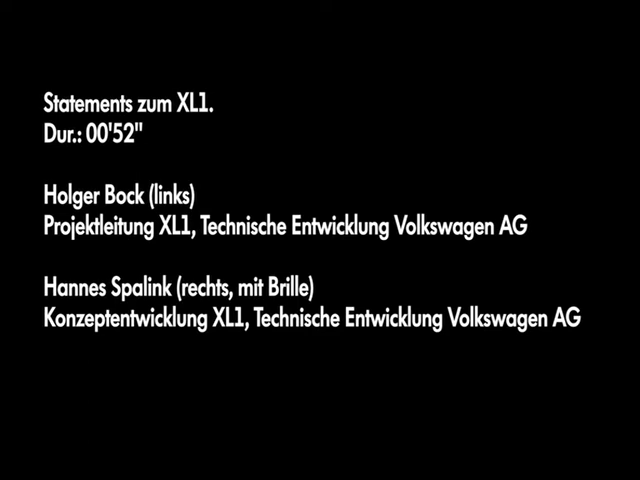 Statements zum XL1.
Dur.: 00'52"
Holger Bock (links)
Projektleitung XL1, Technische Entwicklung Volkswagen AG
Hannes Spalink (rechts, mit Brille)
Konzeptentwicklung XL1, Technische Entwicklung Volkswagen AG